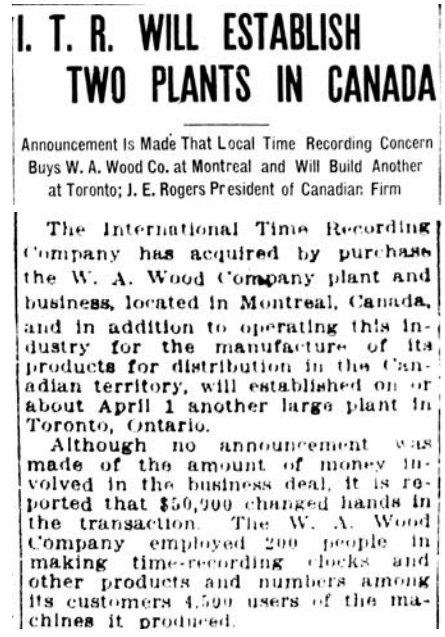 I. T. R. WILL ESTABLISH
TWO PLANTS IN CANADA
Announcement Is Made That Local Time Recording Concern
Buys W. A. Wood Co. at Montreal and Will Build Another
at Toronto; J. E. Rogers President of Canadian Firm
The International Time Recording
Company has acquired by purchase
the W. A. Wood Company plant and
business, located in Montreal, Canada,
and in addition to operating this in-
dustry for the manufacture of its
products for distribution in the Can-
adian territory, will established on or
about April 1 another large plant in
Toronto, Ontario.
Although no announcement was
made of the amount of money in-
volved in the business deal, it is re-
ported that $50,000 changed hands in
the transaction. The W. A. Wood
Company employed 200 people in
making time-recording clocks and
other products and numbers among
its customers 4,500 users of the ma-
chines it produced.